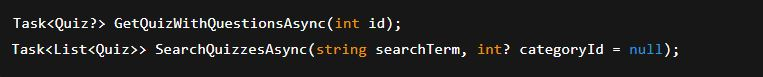 Task<Quiz?> GetQuizWithQuestionsAsync(int id);
Task<List<Quiz>> SearchQuizzesAsync(string searchTerm, int? categoryId = null);